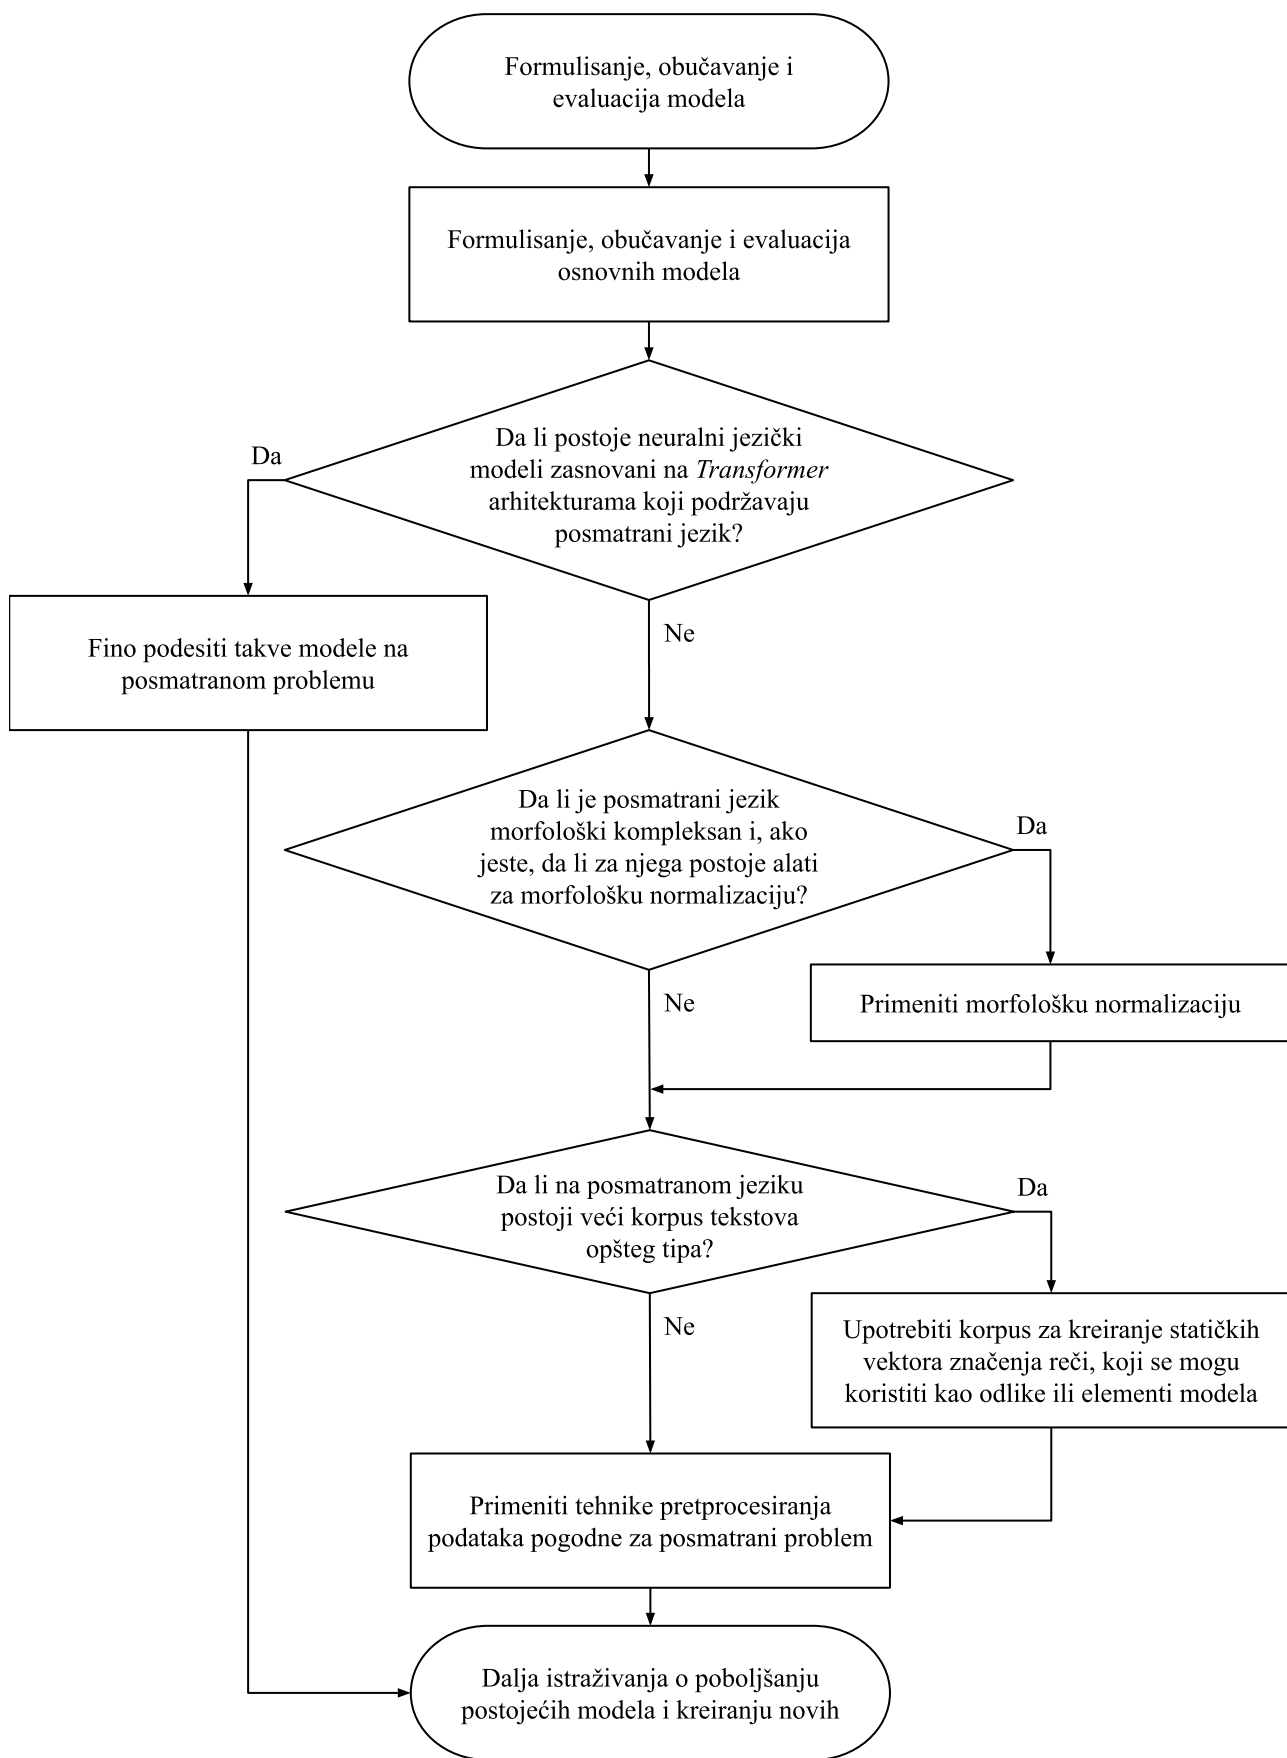 Formulisanje, obučavanje i
evaluacija modela
Formulisanje, obučavanje i evaluacija
osnovnih modela
Da li postoje neuralni jezički
modeli zasnovani na Transformer
arhitekturama koji podržavaju
posmatrani jezik?
Da
Ne
Fino podesiti takve modele na
posmatranom problemu
Da li je posmatrani jezik
morfološki kompleksan i, ako
jeste, da li za njega postoje alati
za morfološku normalizaciju?
Da
Ne
Primeniti morfološku normalizaciju
Da li na posmatranom jeziku
postoji veći korpus tekstova
opšteg tipa?
Da
Ne
Upotrebiti korpus za kreiranje statičkih
vektora značenja reči, koji se mogu
koristiti kao odlike ili elementi modela
Primeniti tehnike pretprocesiranja
podataka pogodne za posmatrani problem
Dalja istraživanja o poboljšanju
postojećih modela i kreiranju novih